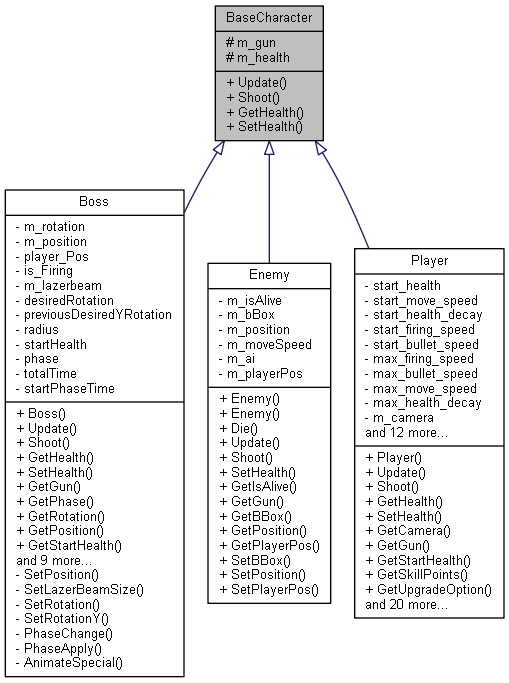 BaseCharacter
# m_gun
# m_health
+ Update()
+ Shoot()
+ GetHealth()
+ SetHealth()
Boss
- m_rotation
- m_position
- player_Pos
- is_Firing
- m_lazerbeam
- desiredRotation
- previousDesiredYRotation
- radius
- startHealth
- phase
- totalTime
- startPhaseTime
+ Boss()
+ Update()
+ Shoot()
+ GetHealth()
+ SetHealth()
+ GetGun()
+ GetPhase()
+ GetRotation()
+ GetPosition()
+ GetStartHealth()
and 9 more...
- SetPosition()
- SetLazerBeamSize()
- SetRotation()
- SetRotationY()
- PhaseChange()
- PhaseApply()
- AnimateSpecial()
Enemy
- m_isAlive
- m_bBox
- m_position
- m_moveSpeed
- m_ai
- m_playerPos
+ Enemy()
+ Enemy()
+ Die()
+ Update()
+ Shoot()
+ SetHealth()
+ GetIsAlive()
+ GetGun()
+ GetBBox()
+ GetPosition()
+ GetPlayerPos()
+ SetBBox()
+ SetPosition()
+ SetPlayerPos()
Player
- start_health
- start_move_speed
- start_health_decay
- start_firing_speed
- start_bullet_speed
- max_firing_speed
- max_bullet_speed
- max_move_speed
- max_health_decay
- m_camera
and 12 more...
+ Player()
+ Update()
+ Shoot()
+ GetHealth()
+ SetHealth()
+ GetCamera()
+ GetGun()
+ GetStartHealth()
+ GetSkillPoints()
+ GetUpgradeOption()
and 20 more...